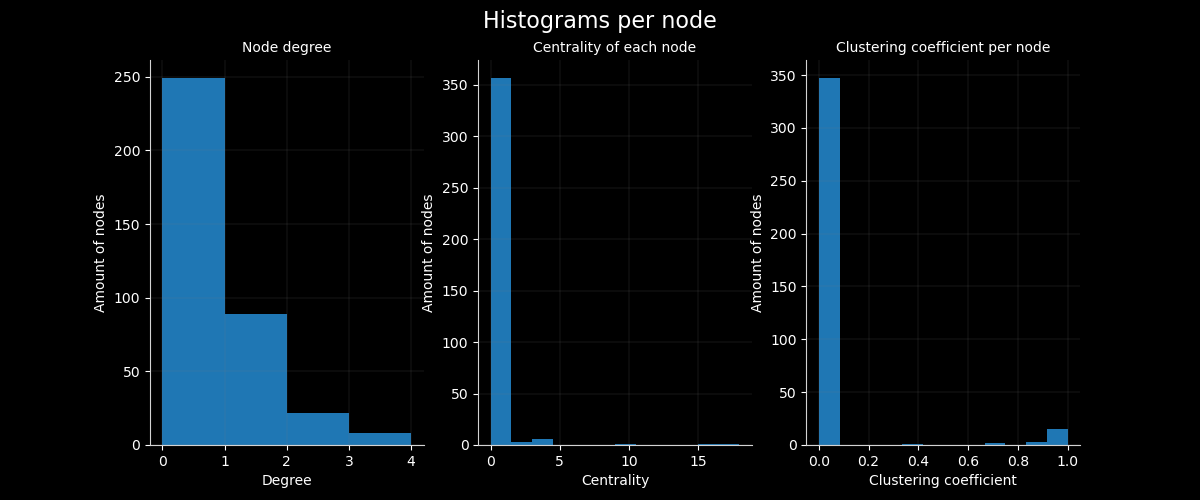 Histograms per node
Node degree
Amount of nodes
250
200
150
100
50
0
0 1 2 3 4
Degree
Centrality of each node
Amount of nodes
350
300
250
200
150
100
50
0
0 5 10 15
Centrality
Clustering coefficient per node
Amount of nodes
350
300
250
200
150
100
50
0
0.0 0.2 0.4 0.6 0.8 1.0
Clustering coefficient